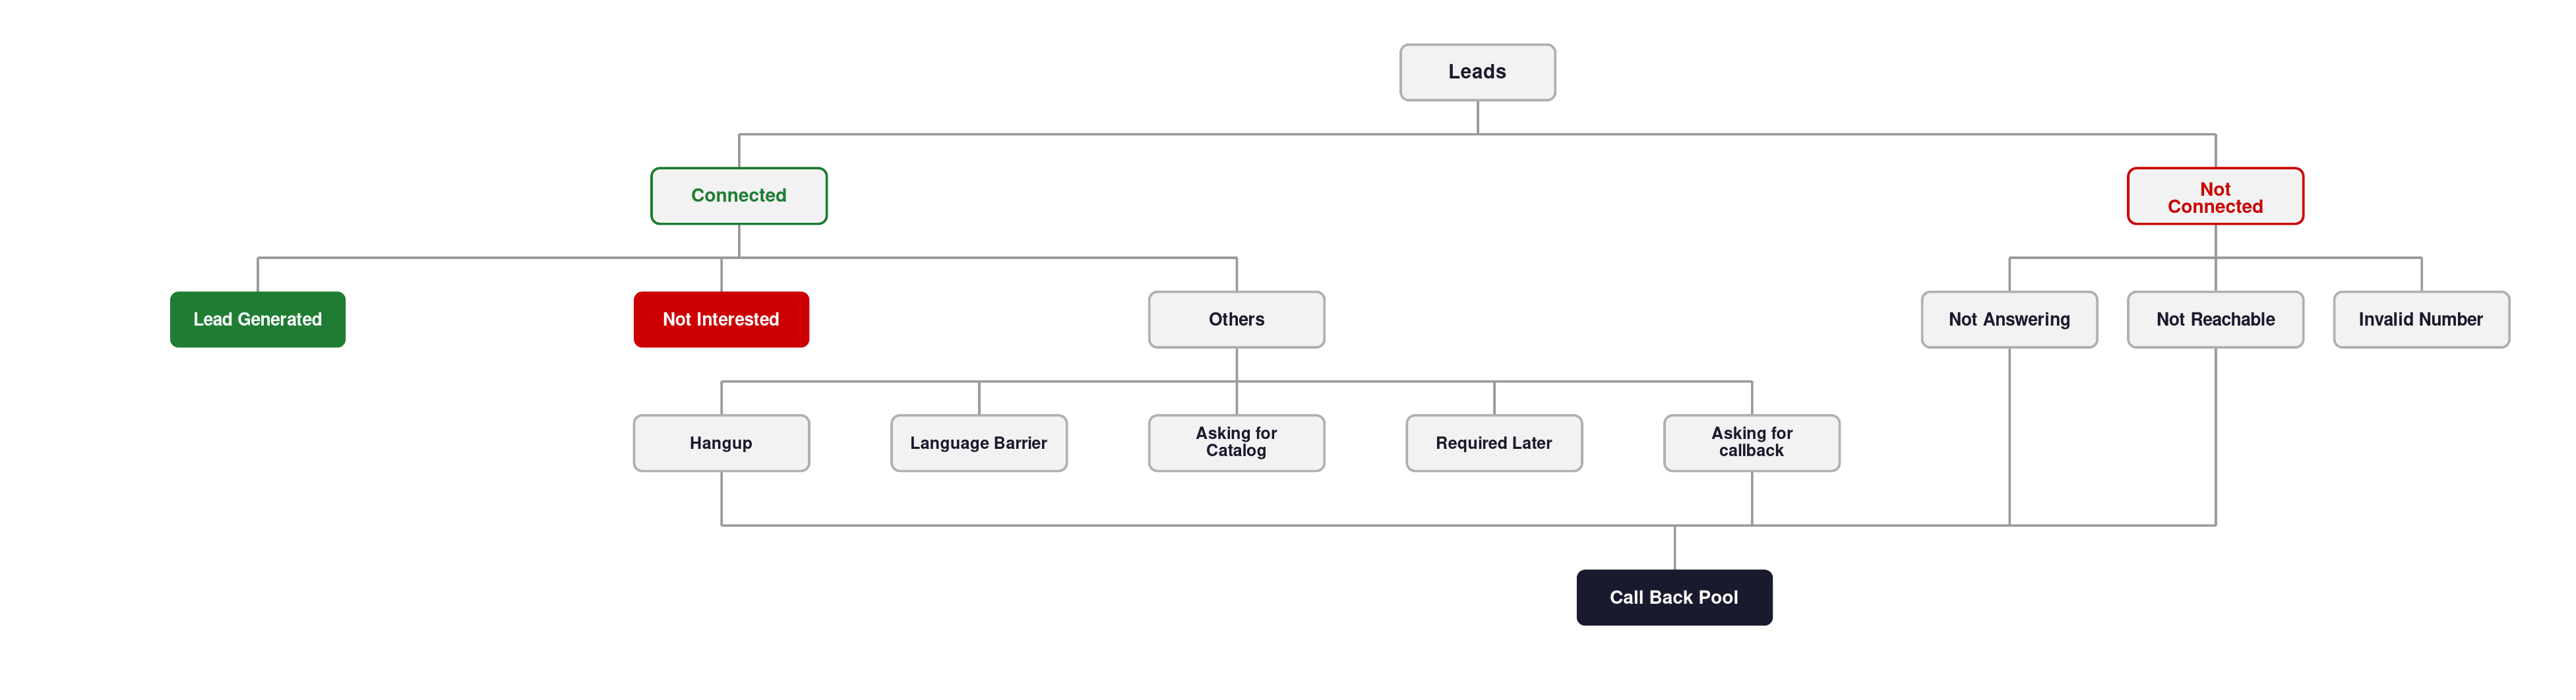 Leads
Connected
Not
Connected
Lead Generated
Not Interested
Others
Not Answering
Not Reachable
Invalid Number
Hangup
Language Barrier
Asking for
Catalog
Required Later
Asking for
callback
Call Back Pool